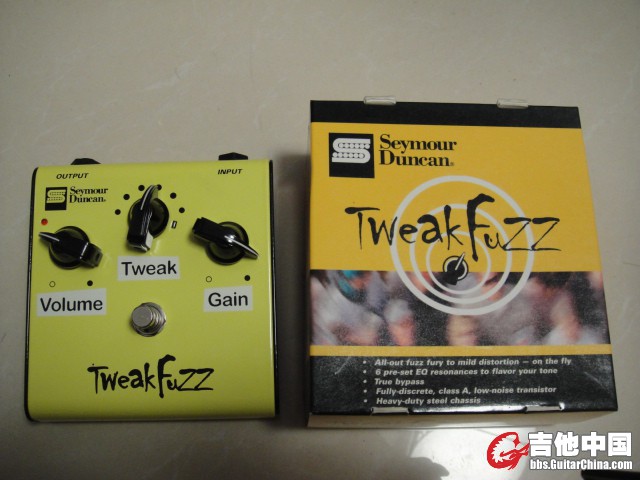 OUTPUT
INPUT
Seymour
Duncan.
Tweak
Volume
Gain
TweakFuzz
Seymour
Duncan®
TweakFuzz
• All-out fuzz fury to mild distortion — on the fly
• 6 pre-set EQ resonances to flavor your tone
• True bypass
• Fully-discrete, class A, low-noise transistor
• Heavy-duty steel chassis
吉他中国
bbs.GuitarChina.com